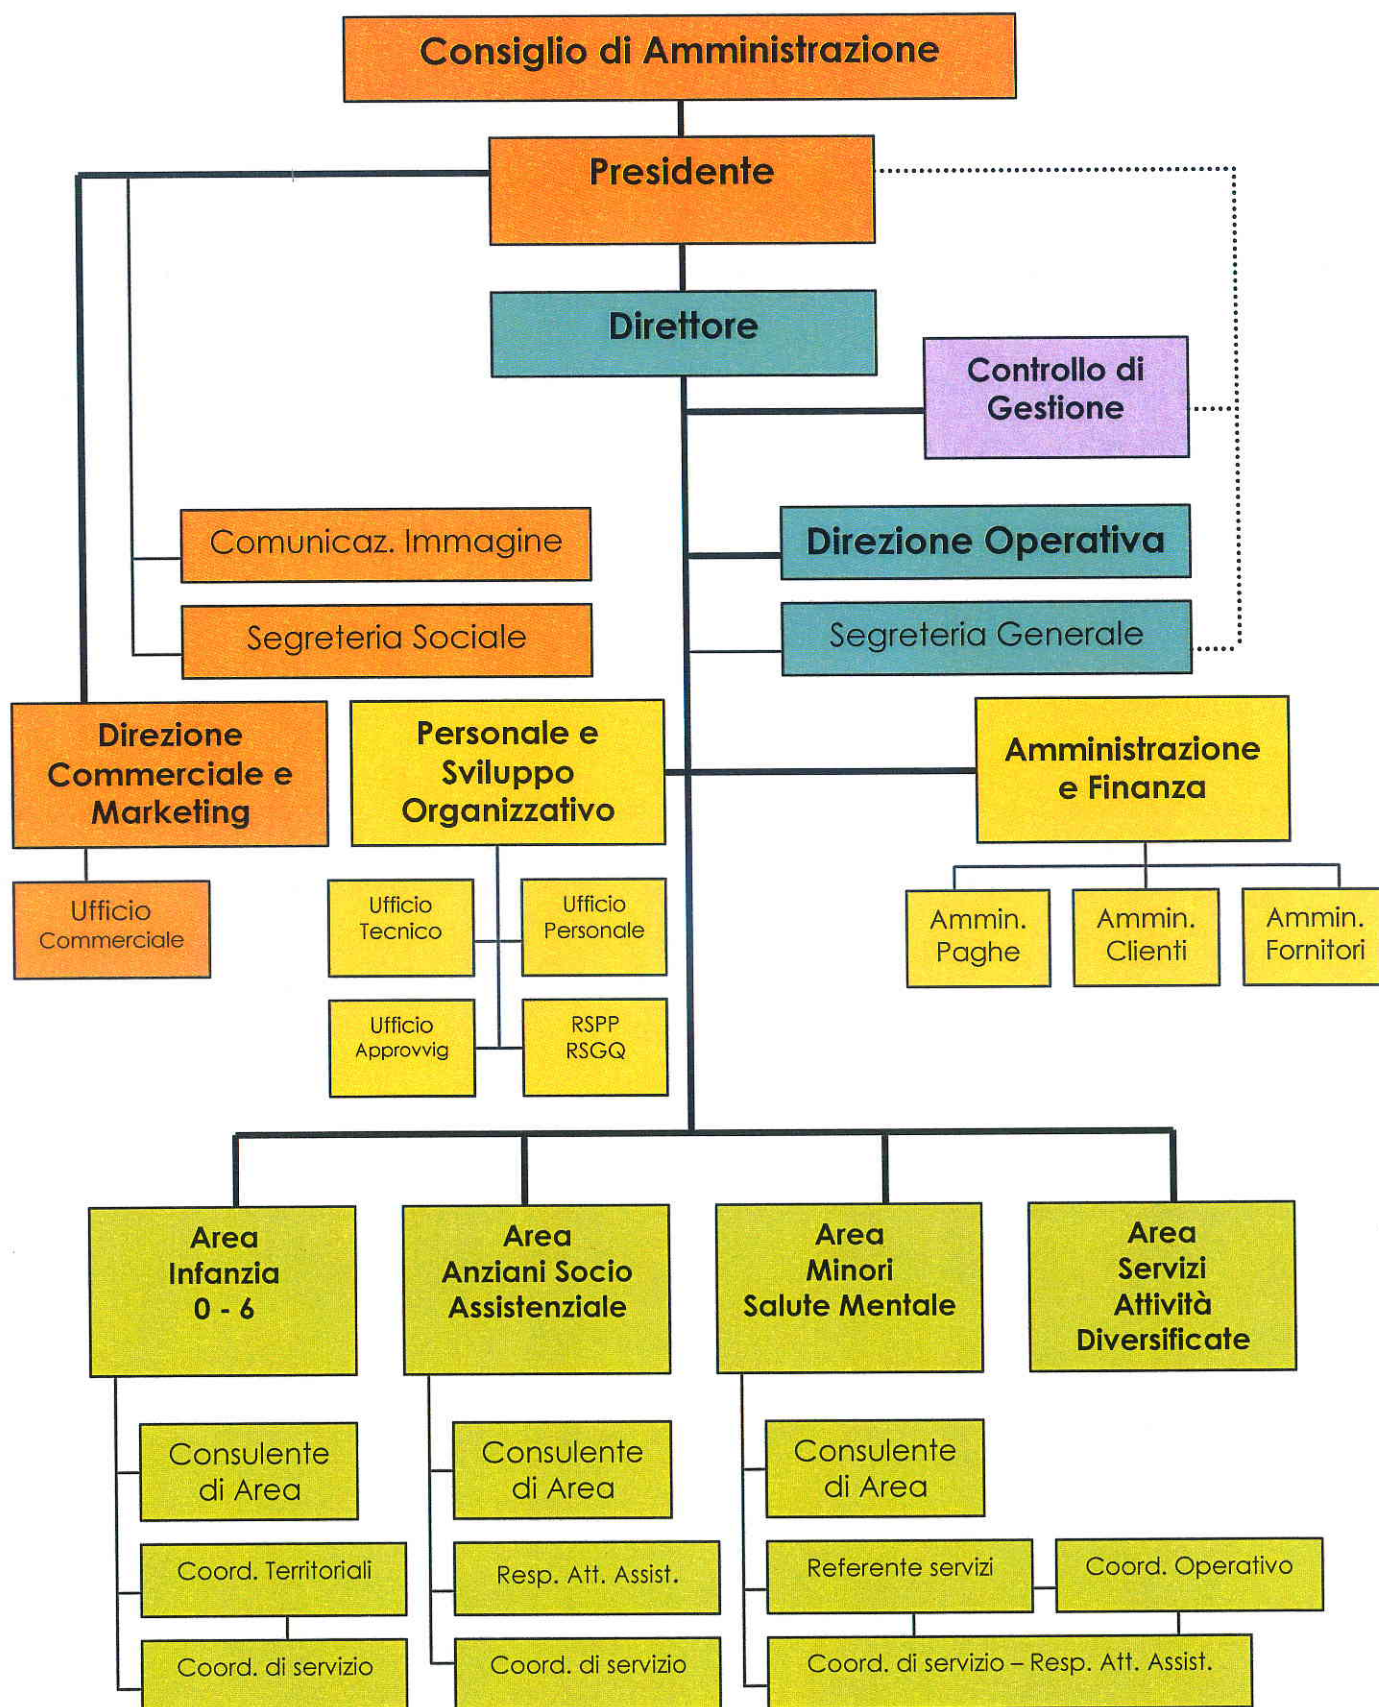 Consiglio di Amministrazione
Presidente
Direttore
Controllo di
Gestione
Comunicaz. Immagine
Direzione Operativa
Segreteria Sociale
Segreteria Generale
Direzione
Commerciale e
Marketing
Personale e
Sviluppo
Organizzativo
Amministrazione
e Finanza
Ufficio
Commerciale
Ufficio
Tecnico
Ufficio
Personale
Ammin.
Paghe
Ammin.
Clienti
Ammin.
Fornitori
Ufficio
Approvvig
RSPP
RSGQ
Area
Infanzia
0 - 6
Area
Anziani Socio
Assistenziale
Area
Minori
Salute Mentale
Area
Servizi
Attività
Diversificate
Consulente
di Area
Consulente
di Area
Consulente
di Area
Coord. Territoriali
Resp. Att. Assist.
Referente servizi
Coord. Operativo
Coord. di servizio
Coord. di servizio
Coord. di servizio – Resp. Att. Assist.